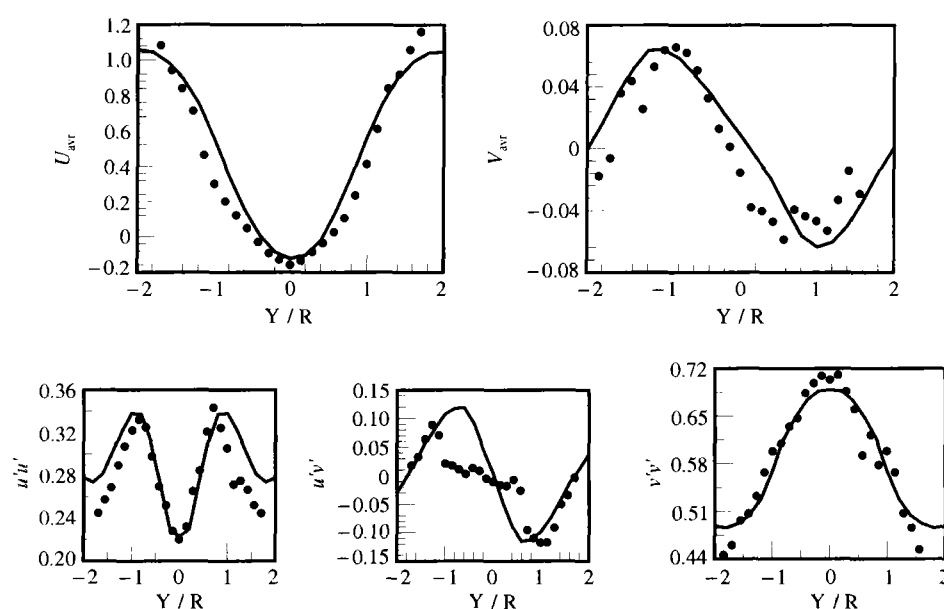 1.2
1.0
0.8
0.6
0.4
0.2
0
−0.2
U_avr
−2 −1 0 1 2
Y / R
0.08
0.04
0
−0.04
−0.08
V_avr
−2 −1 0 1 2
Y / R
0.36
0.32
0.28
0.24
0.20
u'u'
−2 −1 0 1 2
Y / R
0.15
0.10
0.05
0
−0.05
−0.10
−0.15
u'v'
−2 −1 0 1 2
Y / R
0.72
0.65
0.58
0.51
0.44
v'v'
−2 −1 0 1 2
Y / R